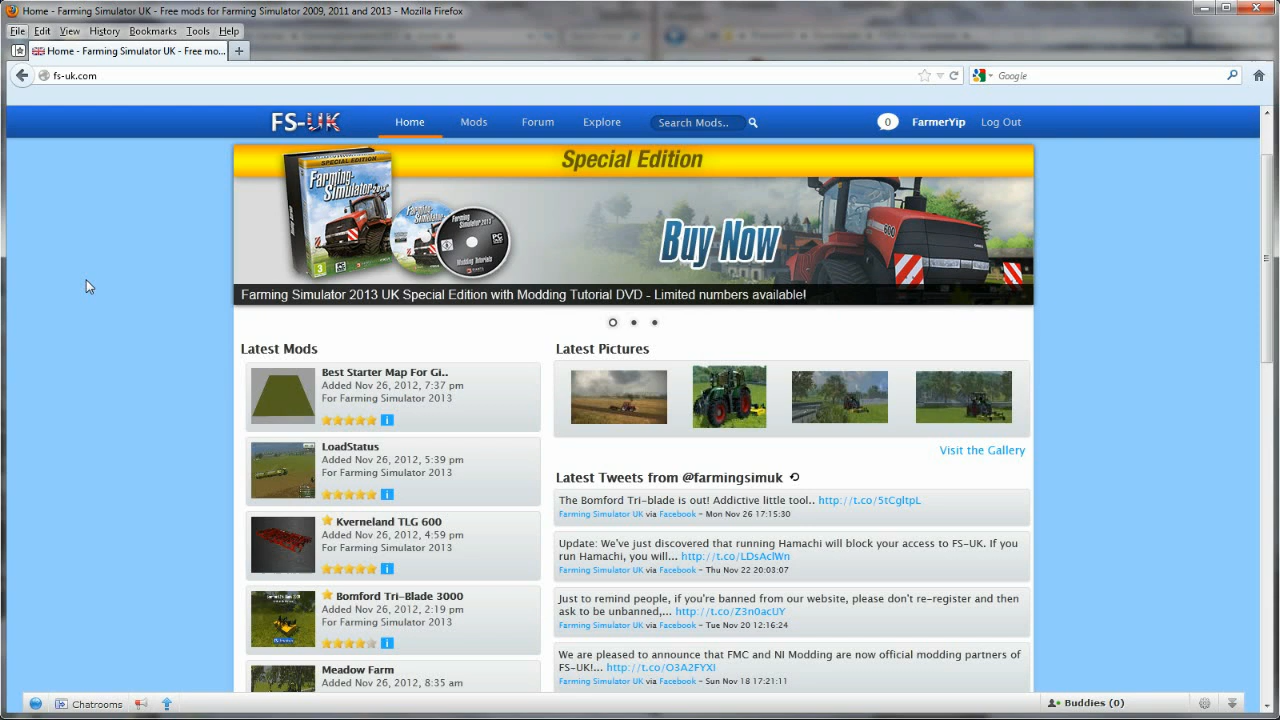 Home - Farming Simulator UK - Free mods for Farming Simulator 2009, 2011 and 2013 - Mozilla Firefox
File Edit View History Bookmarks Tools Help
Home - Farming Simulator UK - Free mo...
fs-uk.com
Google
FS-UK
Home Mods Forum Explore Search Mods.. 0 FarmerYip Log Out
Special Edition
SPECIAL EDITION
Farming Simulator 2013
Buy Now
Farming Simulator 2013 UK Special Edition with Modding Tutorial DVD - Limited numbers available!
Latest Mods
Best Starter Map For Gi..
Added Nov 26, 2012, 7:37 pm
For Farming Simulator 2013
LoadStatus
Added Nov 26, 2012, 5:39 pm
For Farming Simulator 2013
Kverneland TLG 600
Added Nov 26, 2012, 4:59 pm
For Farming Simulator 2013
Bomford Tri-Blade 3000
Added Nov 26, 2012, 2:19 pm
For Farming Simulator 2013
Meadow Farm
Added Nov 26, 2012, 8:35 am
Latest Pictures
Visit the Gallery
Latest Tweets from @farmingsimuk
The Bomford Tri-blade is out! Addictive little tool.. http://t.co/5tCgltpL
Farming Simulator UK via Facebook - Mon Nov 26 17:15:30
Update: We've just discovered that running Hamachi will block your access to FS-UK. If you
run Hamachi, you will... http://t.co/LDsAclWn
Farming Simulator UK via Facebook - Thu Nov 22 20:03:07
Just to remind people, if you're banned from our website, please don't re-register and then
ask to be unbanned,... http://t.co/Z3n0acUY
Farming Simulator UK via Facebook - Tue Nov 20 12:16:24
We are pleased to announce that FMC and NI Modding are now official modding partners of
FS-UK!... http://t.co/O3A2FYXI
Farming Simulator UK via Facebook - Sun Nov 18 17:21:11
Chatrooms
Buddies (0)